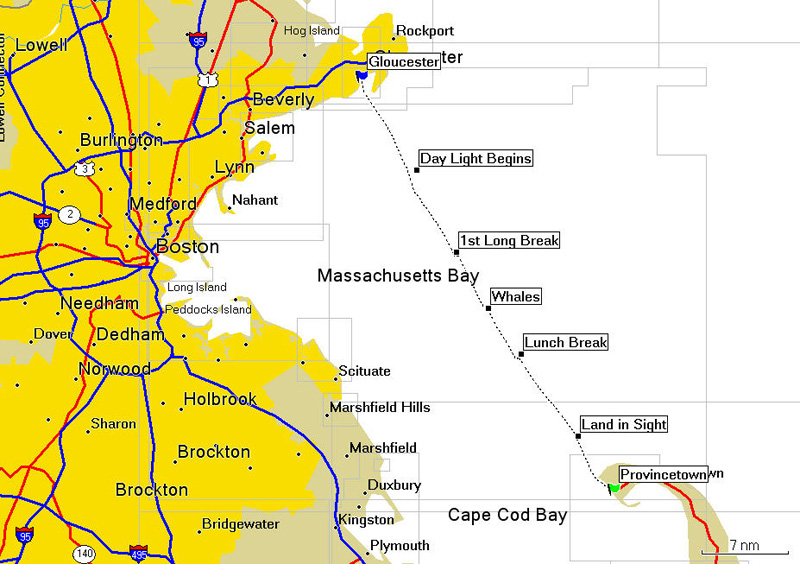 Rockport
Hog Island
95
Lowell
Gloucester
ter
1
Lowell Connector
Beverly
Salem
Burlington
Day Light Begins
3
Lynn
Medford
Nahant
2
95
Boston
1st Long Break
Massachusetts Bay
Long Island
Whales
Needham
Peddocks Island
Dover
Dedham
Lunch Break
Norwood
Scituate
Holbrook
Marshfield Hills
Sharon
Land in Sight
Brockton
Marshfield
Provincetown
wn
Duxbury
Brockton
Cape Cod Bay
Kingston
Bridgewater
95
140
495
Plymouth
7 nm